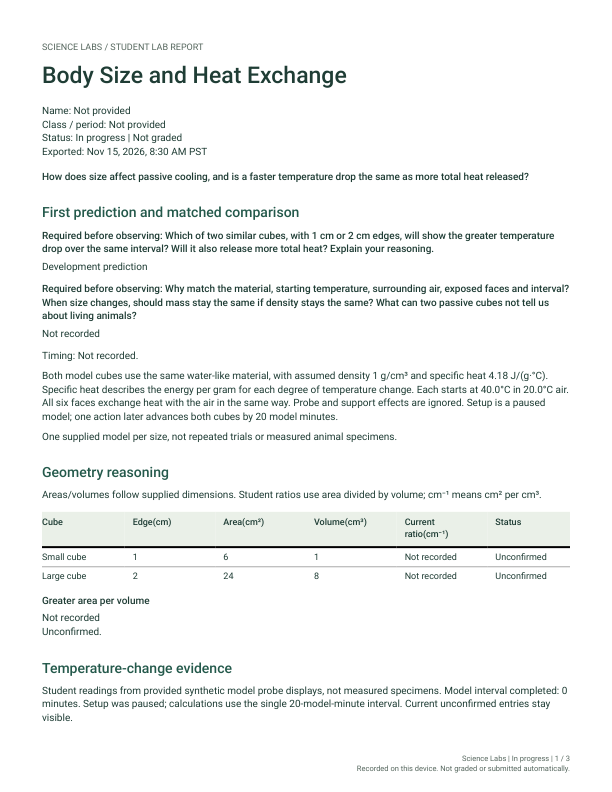 SCIENCE LABS / STUDENT LAB REPORT
Body Size and Heat Exchange
Name: Not provided
Class / period: Not provided
Status: In progress | Not graded
Exported: Nov 15, 2026, 8:30 AM PST
How does size affect passive cooling, and is a faster temperature drop the same as more total heat released?
First prediction and matched comparison
Required before observing: Which of two similar cubes, with 1 cm or 2 cm edges, will show the greater temperature
drop over the same interval? Will it also release more total heat? Explain your reasoning.
Development prediction
Required before observing: Why match the material, starting temperature, surrounding air, exposed faces and interval?
When size changes, should mass stay the same if density stays the same? What can two passive cubes not tell us
about living animals?
Not recorded
Timing: Not recorded.
Both model cubes use the same water-like material, with assumed density 1 g/cm³ and specific heat 4.18 J/(g·°C).
Specific heat describes the energy per gram for each degree of temperature change. Each starts at 40.0°C in 20.0°C air.
All six faces exchange heat with the air in the same way. Probe and support effects are ignored. Setup is a paused
model; one action later advances both cubes by 20 model minutes.
One supplied model per size, not repeated trials or measured animal specimens.
Geometry reasoning
Areas/volumes follow supplied dimensions. Student ratios use area divided by volume; cm⁻¹ means cm² per cm³.
Cube Edge(cm) Area(cm²) Volume(cm³) Current Status
ratio(cm⁻¹)
Small cube 1 6 1 Not recorded Unconfirmed
Large cube 2 24 8 Not recorded Unconfirmed
Greater area per volume
Not recorded
Unconfirmed.
Temperature-change evidence
Student readings from provided synthetic model probe displays, not measured specimens. Model interval completed: 0
minutes. Setup was paused; calculations use the single 20-model-minute interval. Current unconfirmed entries stay
visible.
Science Labs | In progress | 1 / 3
Recorded on this device. Not graded or submitted automatically.